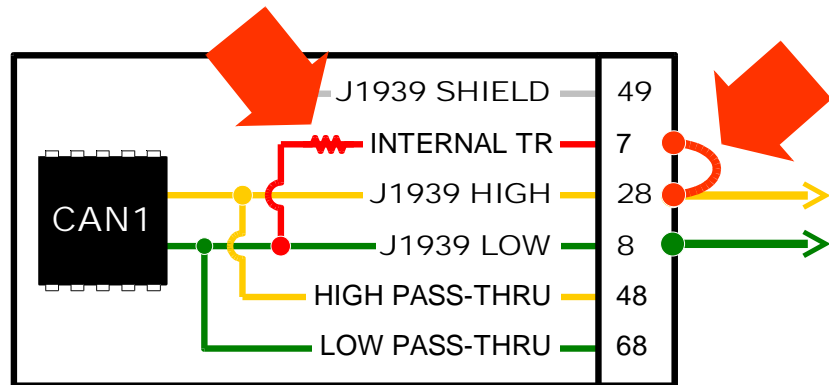 J1939 SHIELD 49
INTERNAL TR 7
J1939 HIGH 28
CAN1
J1939 LOW 8
HIGH PASS-THRU 48
LOW PASS-THRU 68